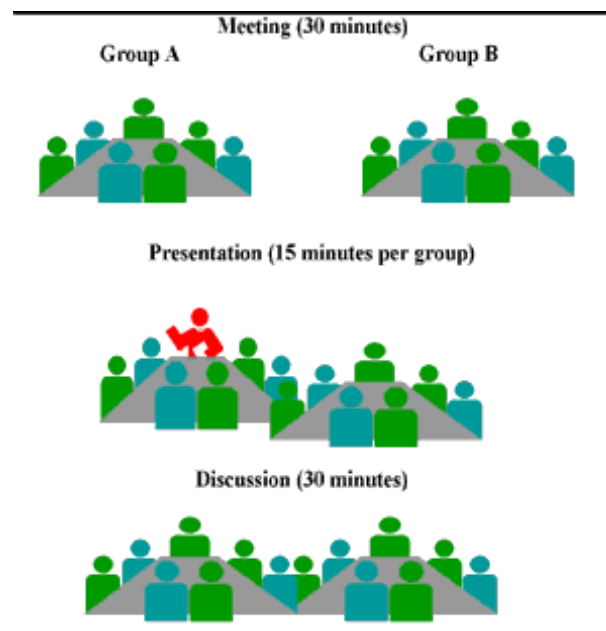 Meeting (30 minutes)
Group A
Group B
Presentation (15 minutes per group)
Discussion (30 minutes)